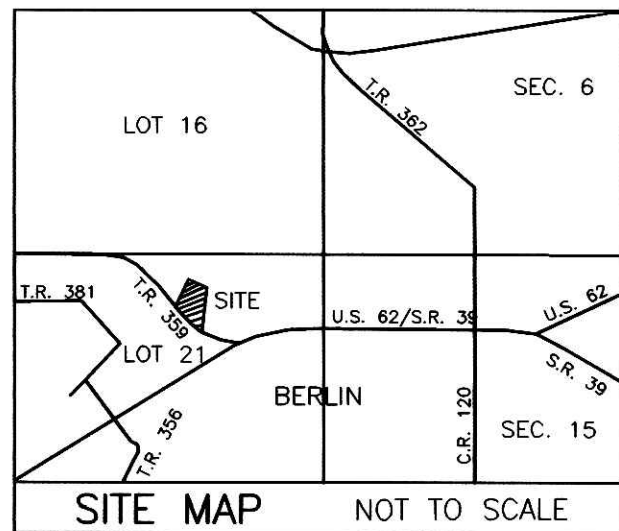 SEC. 6
T.R. 362
LOT 16
T.R. 381
T.R. 359
SITE
U.S. 62/S.R. 39
U.S. 62
S.R. 39
LOT 21
BERLIN
T.R. 356
C.R. 120
SEC. 15
SITE MAP
NOT TO SCALE